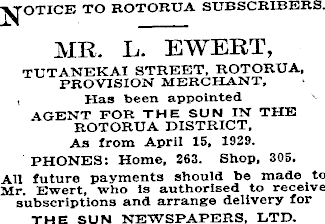 NOTICE TO ROTORUA SUBSCRIBERS.
MR. L. EWERT,
TUTANEKAI STREET, ROTORUA,
PROVISION MERCHANT,
Has been appointed
AGENT FOR THE SUN IN THE
ROTORUA DISTRICT,
As from April 15, 1929.
PHONES: Home, 263. Shop, 305.
All future payments should be made to
Mr. Ewert, who is authorised to receive
subscriptions and arrange delivery for
THE SUN NEWSPAPERS, LTD.